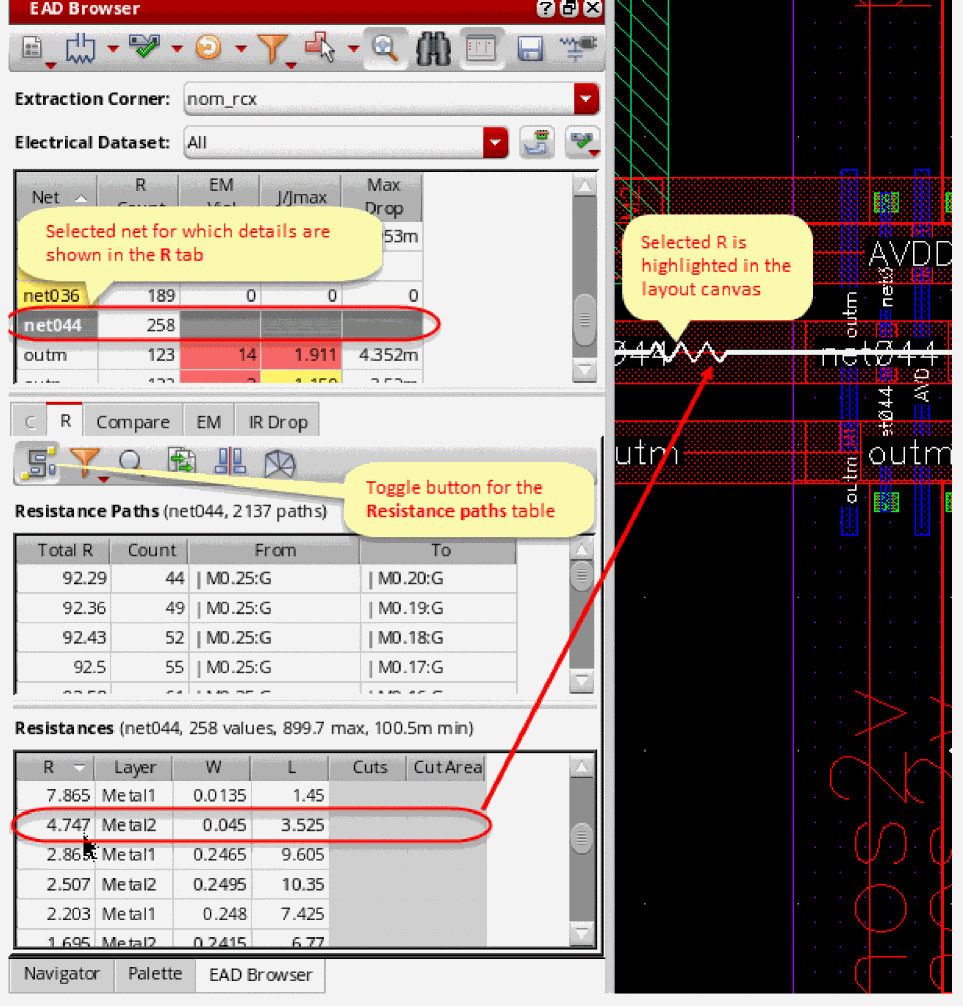 EAD Browser
Extraction Corner: nom_rcx
Electrical Dataset: All
Net R Count EM Viol J/Jmax Max Drop
953m
Selected net for which details are
shown in the R tab
net036 189 0 0 0
net044 258
outm 123 14 1.911 4.352m
C R Compare EM IR Drop
Toggle button for the
Resistance paths table
Resistance Paths (net044, 2137 paths)
Total R Count From To
92.29 44 | M0.25:G | M0.20:G
92.36 49 | M0.25:G | M0.19:G
92.43 52 | M0.25:G | M0.18:G
92.5 55 | M0.25:G | M0.17:G
Resistances (net044, 258 values, 899.7 max, 100.5m min)
R Layer W L Cuts CutArea
7.865 Metal1 0.0135 1.45
4.747 Metal2 0.045 3.525
2.865 Metal1 0.2465 9.605
2.507 Metal2 0.2495 10.35
2.203 Metal1 0.248 7.425
1.695 Metal2 0.2415 6.77
Navigator Palette EAD Browser
Selected R is
highlighted in the
layout canvas
AVDD
outm
net0
044
net044
et044
AVD
utm
outm
outm
outm